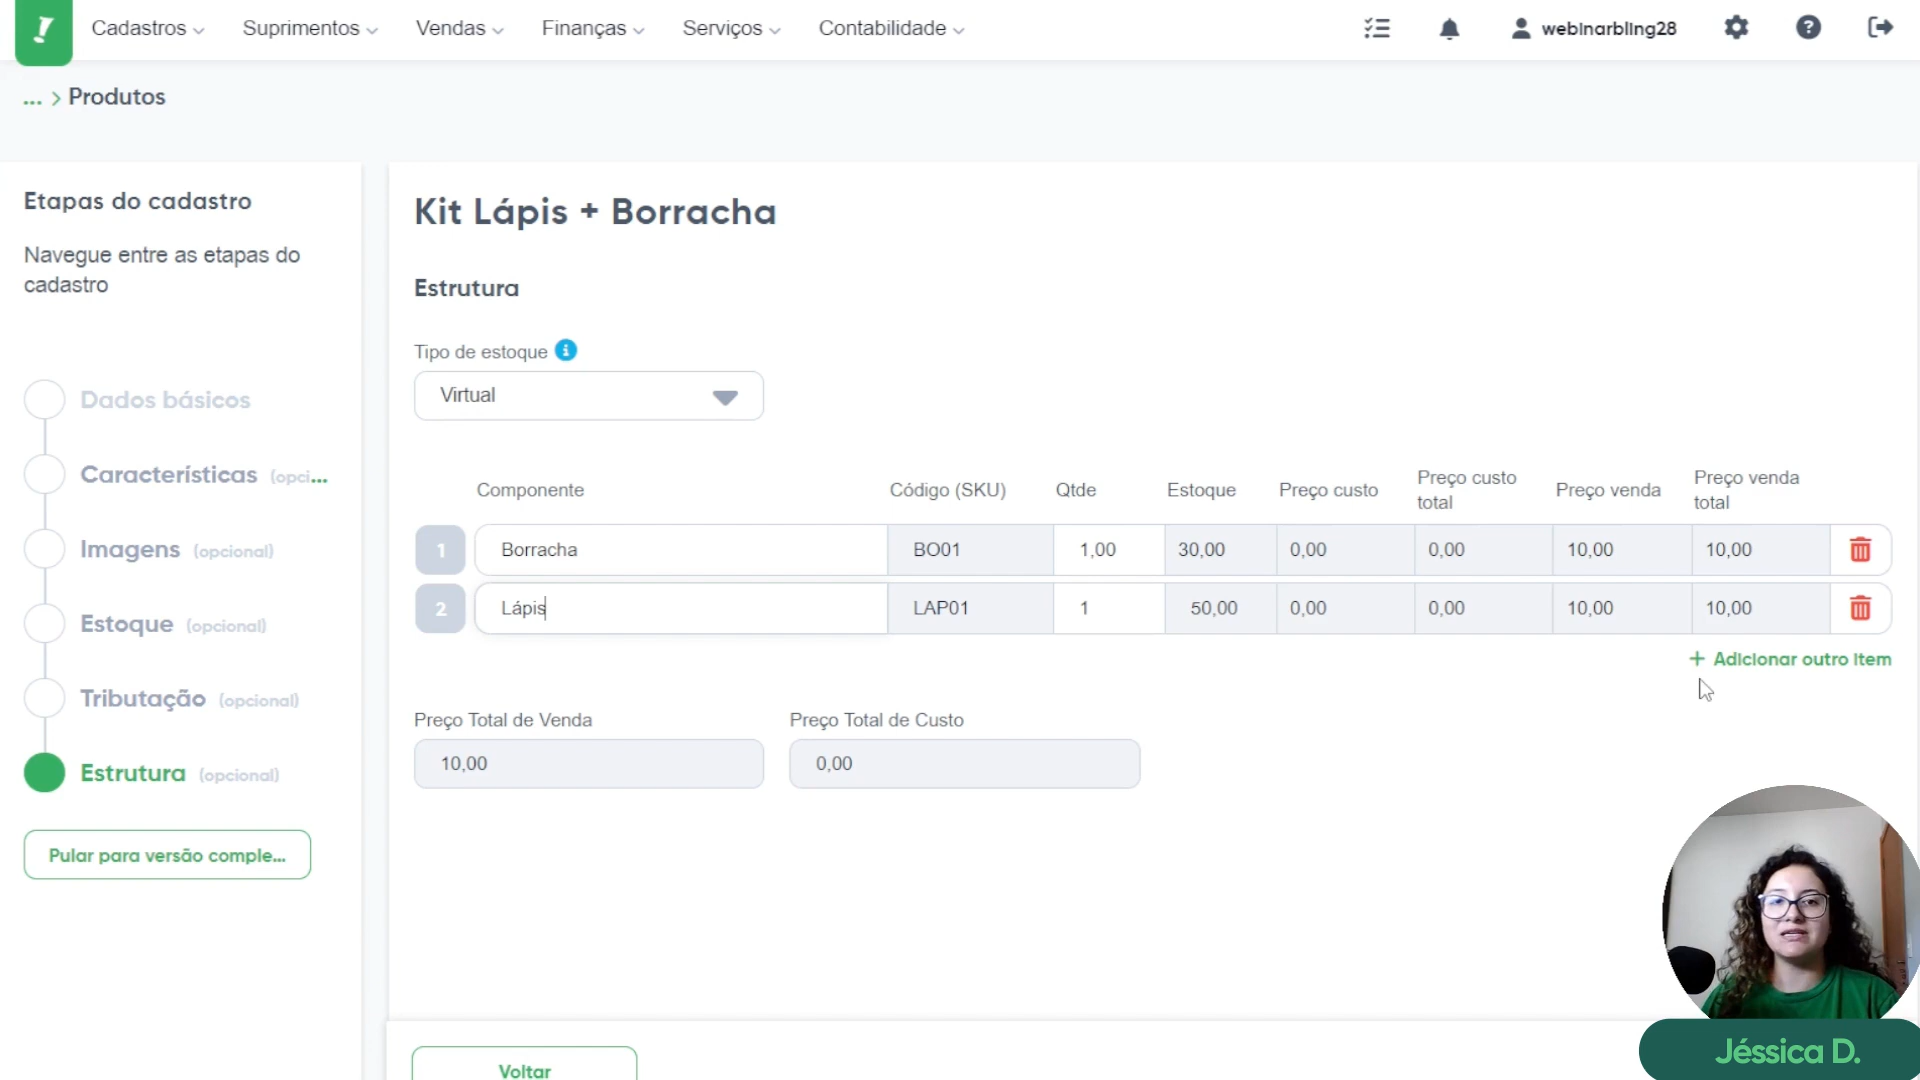 Cadastros
Suprimentos
Vendas
Finanças
Serviços
Contabilidade
webinarbling28
... > Produtos
Etapas do cadastro
Navegue entre as etapas do
cadastro
Dados básicos
Características (opci...
Imagens (opcional)
Estoque (opcional)
Tributação (opcional)
Estrutura (opcional)
Pular para versão comple...
Kit Lápis + Borracha
Estrutura
Tipo de estoque
Virtual
Componente Código (SKU) Qtde Estoque Preço custo Preço custo total Preço venda Preço venda total
1 Borracha BO01 1,00 30,00 0,00 0,00 10,00 10,00
2 Lápis LAP01 1 50,00 0,00 0,00 10,00 10,00
+ Adicionar outro item
Preço Total de Venda Preço Total de Custo
10,00 0,00
Voltar
Jéssica D.